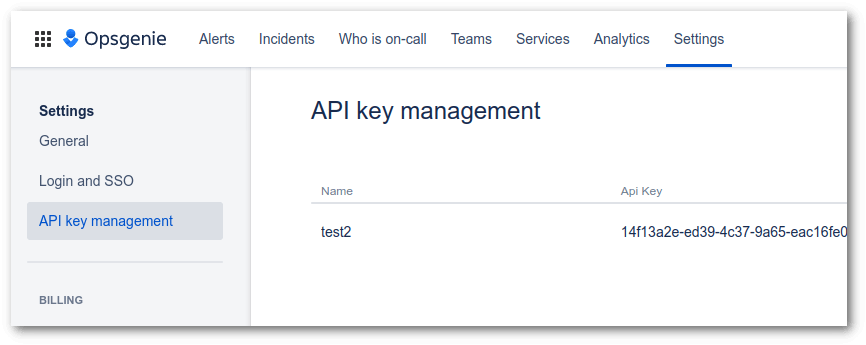 Opsgenie Alerts Incidents Who is on-call Teams Services Analytics Settings
Settings
General
Login and SSO
API key management
BILLING
API key management
Name Api Key
test2 14f13a2e-ed39-4c37-9a65-eac16fe0